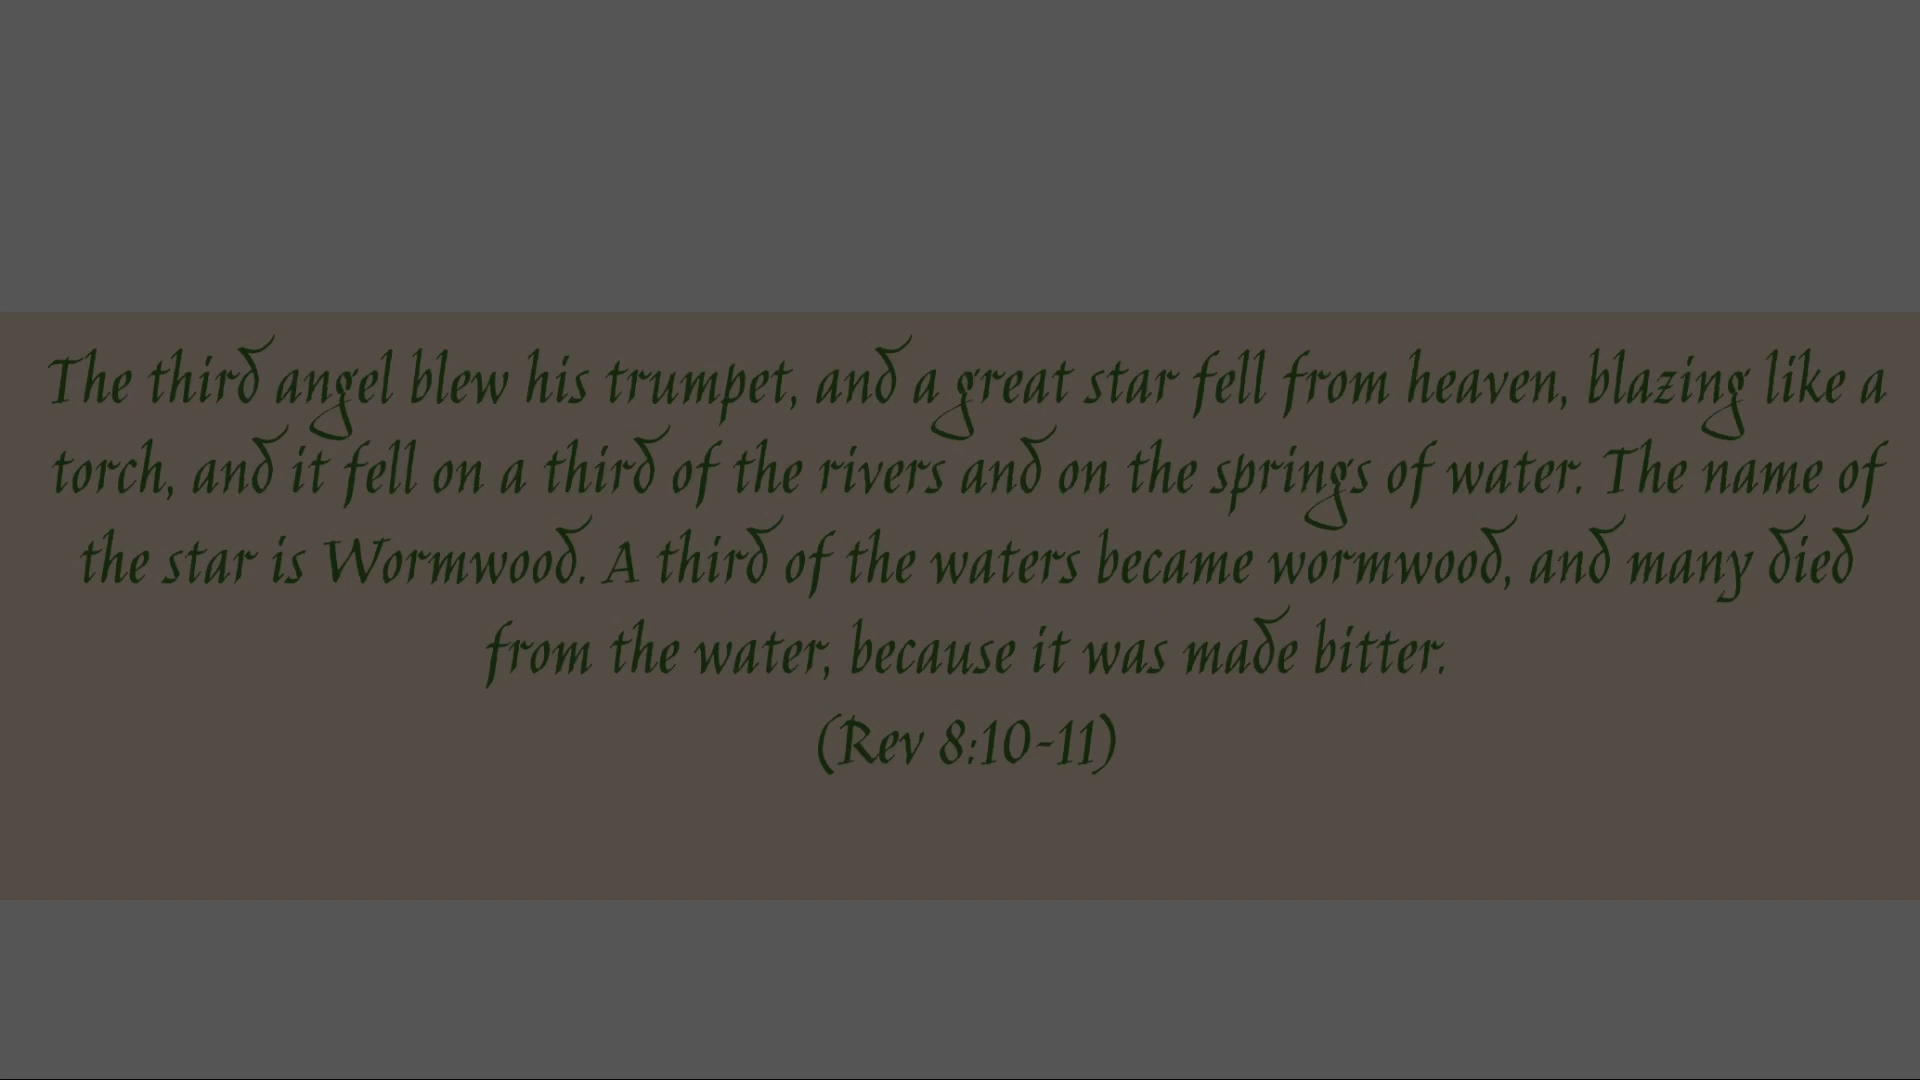 The third angel blew his trumpet, and a great star fell from heaven, blazing like a
torch, and it fell on a third of the rivers and on the springs of water. The name of
the star is Wormwood. A third of the waters became wormwood, and many died
from the water, because it was made bitter.
(Rev 8:10-11)